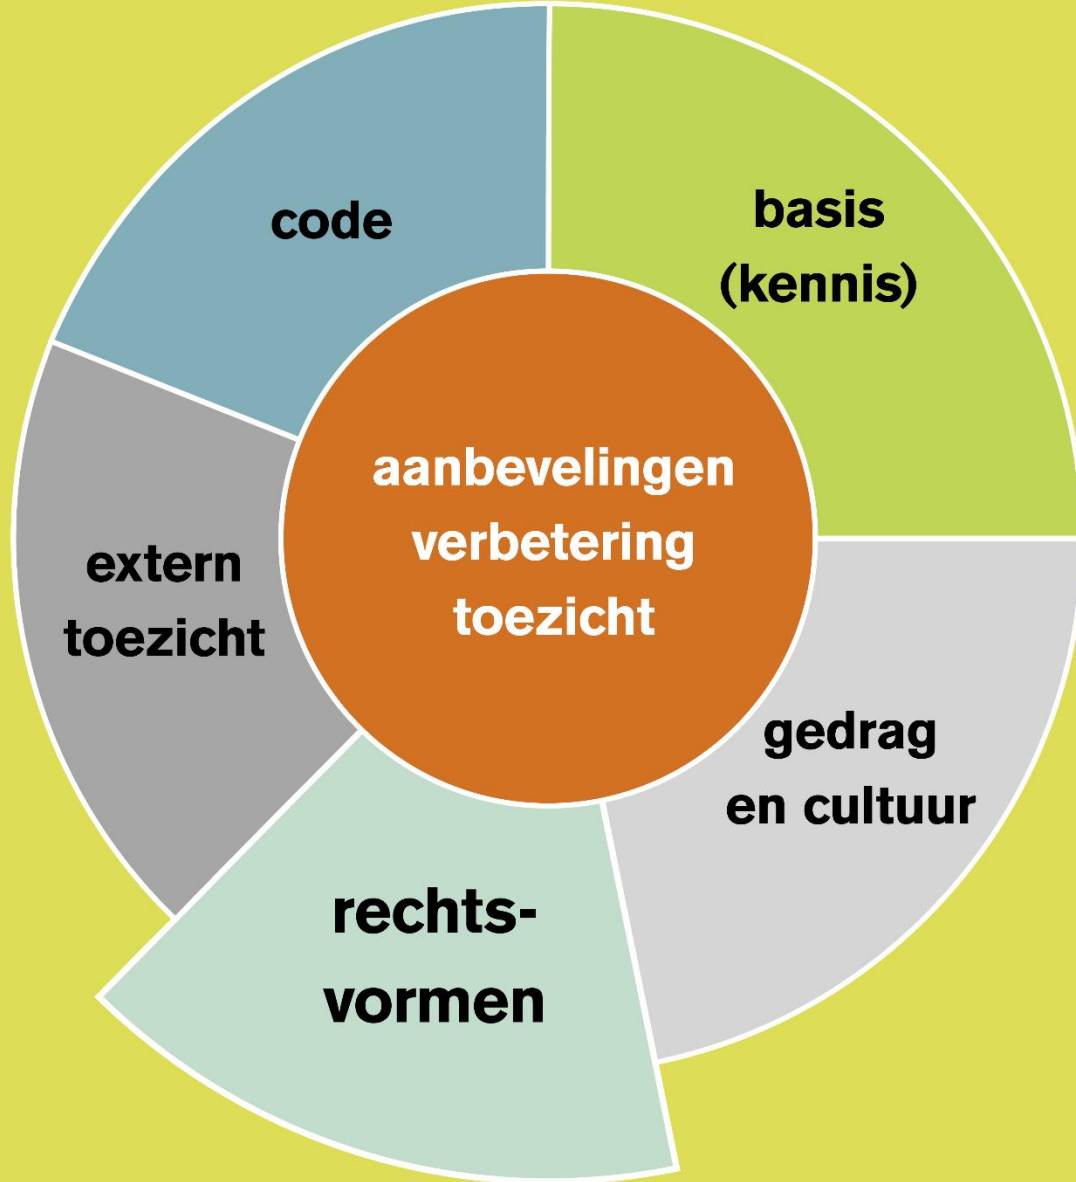 code
basis
(kennis)
aanbevelingen
verbetering
toezicht
extern
toezicht
gedrag
en cultuur
rechts-
vormen